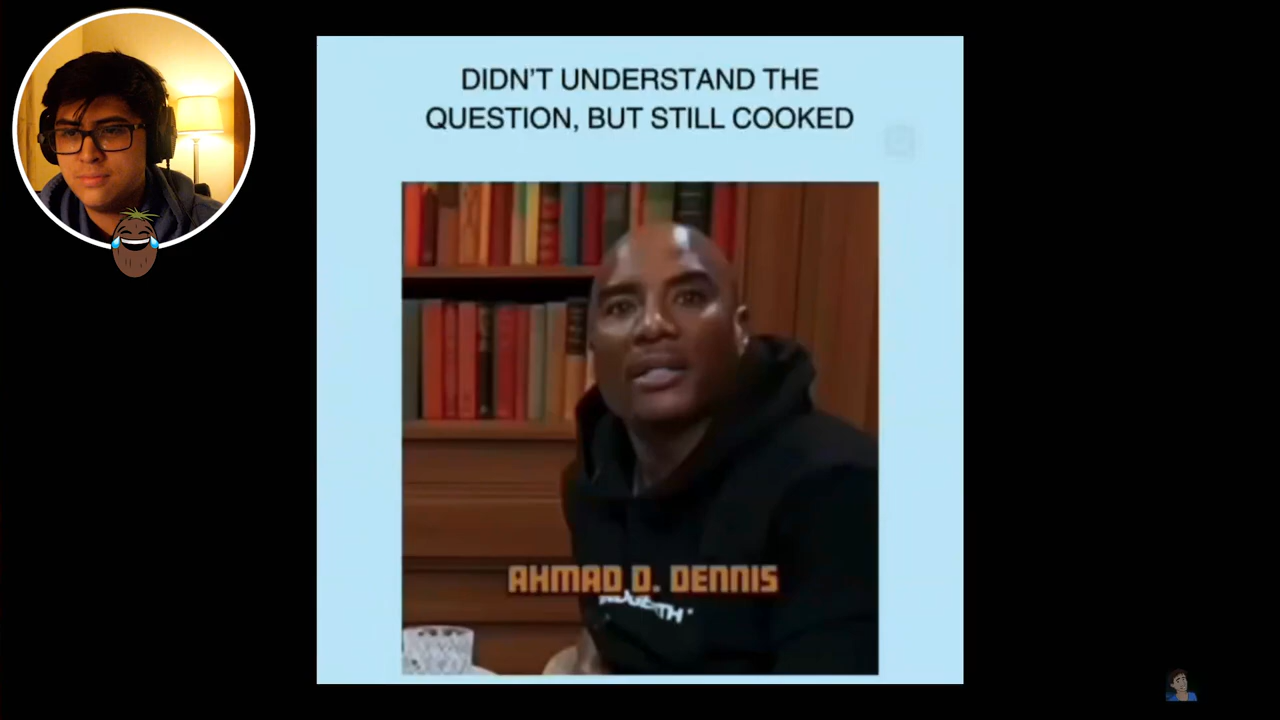 DIDN'T UNDERSTAND THE
QUESTION, BUT STILL COOKED
AHMAD D. DENNIS